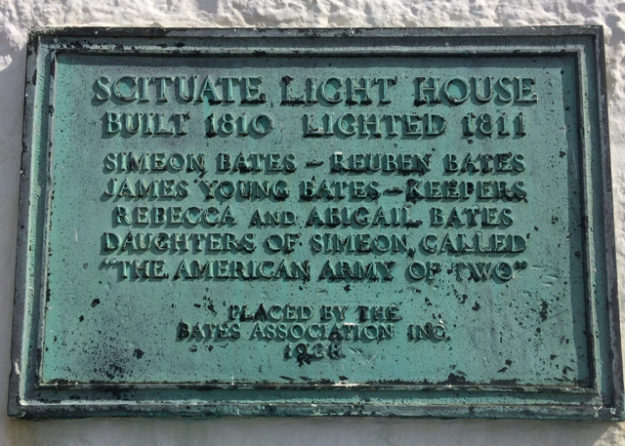 SCITUATE LIGHT HOUSE
BUILT 1810 LIGHTED 1811
SIMEON BATES - REUBEN BATES
JAMES YOUNG BATES - KEEPERS
REBECCA AND ABIGAIL BATES
DAUGHTERS OF SIMEON CALLED
"THE AMERICAN ARMY OF TWO"
PLACED BY THE
BATES ASSOCIATION INC.